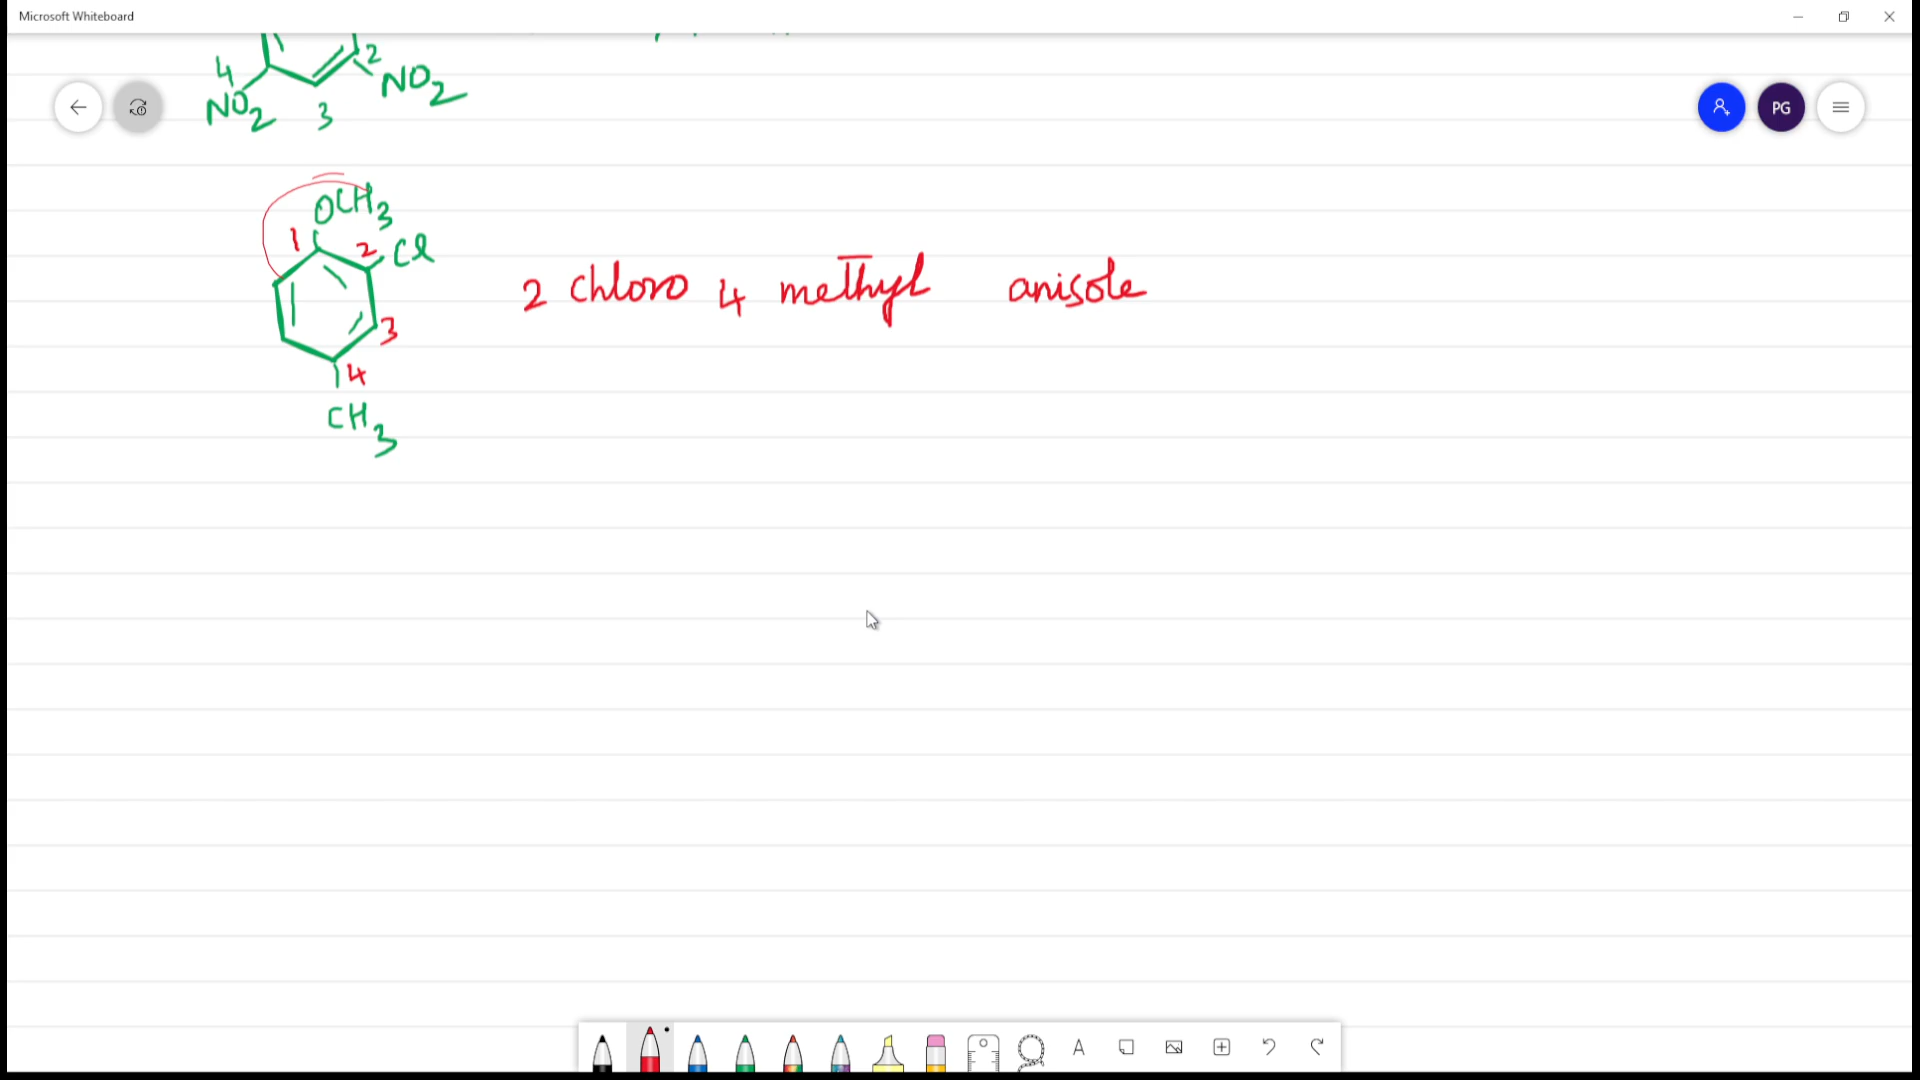 Microsoft Whiteboard
4
2
NO2
NO2
3
PG
OCH3
1
2 Cl
2 chloro 4 methyl anisole
3
4
CH3
A